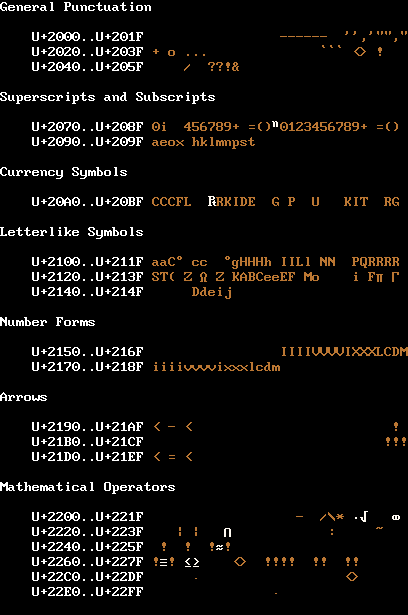 General Punctuation
U+2000..U+201F ------ '','"","
U+2020..U+203F + o ... ``` <> !
U+2040..U+205F / ??!&
Superscripts and Subscripts
U+2070..U+208F 0i 456789+ =()ⁿ0123456789+ =()
U+2090..U+209F aeox hklmnpst
Currency Symbols
U+20A0..U+20BF CCCFL ₧RKIDE G P U KIT RG
Letterlike Symbols
U+2100..U+211F aaC° cc °gHHHh IILl NN PQRRRR
U+2120..U+213F ST( Z Ω Z KABCeeEF Mo i Fπ Γ
U+2140..U+214F Ddeij
Number Forms
U+2150..U+216F IIIIVVVVIXXXLCDM
U+2170..U+218F iiiivvvvixxxlcdm
Arrows
U+2190..U+21AF < - < !
U+21B0..U+21CF !!!
U+21D0..U+21EF < = <
Mathematical Operators
U+2200..U+221F - /\* ·√ ∞
U+2220..U+223F | | ∩ : ~
U+2240..U+225F ! ! !≈!
U+2260..U+227F !≡! ≤≥ <> !!!! !! !!
U+22C0..U+22DF . <>
U+22E0..U+22FF .